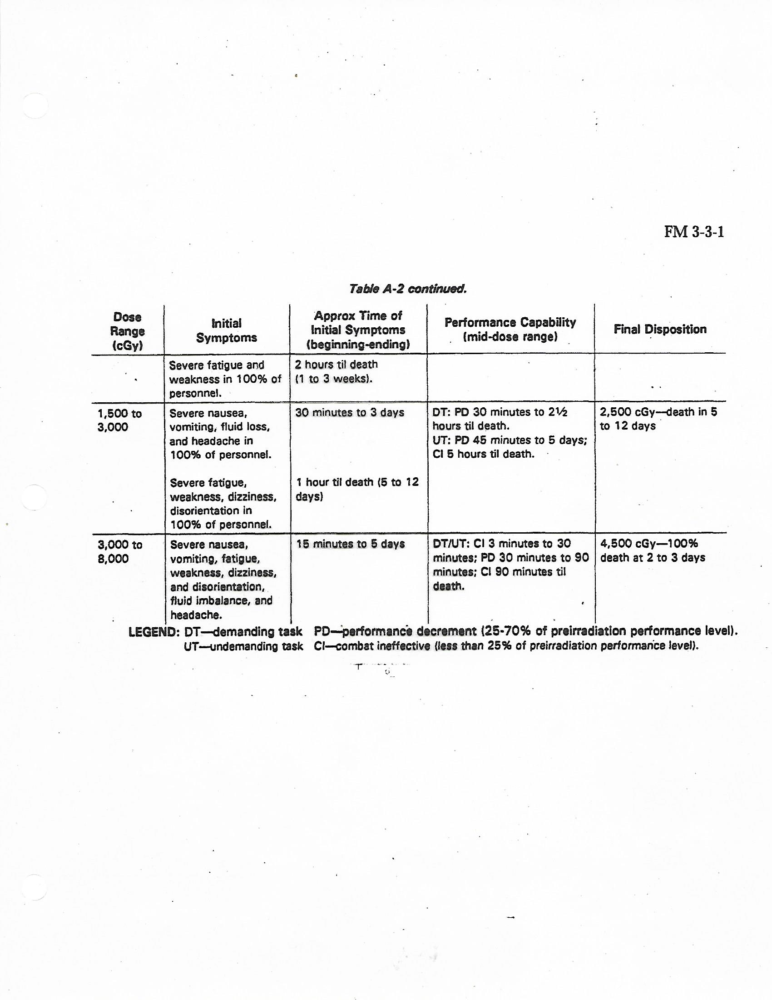 FM 3-3-1
Table A-2 continued.
Dose
Range
(cGy)
Initial
Symptoms
Approx Time of
Initial Symptoms
(beginning-ending)
Performance Capability
(mid-dose range)
Final Disposition
Severe fatigue and
weakness in 100% of
personnel.
2 hours til death
(1 to 3 weeks).
1,500 to
3,000
Severe nausea,
vomiting, fluid loss,
and headache in
100% of personnel.
30 minutes to 3 days
DT: PD 30 minutes to 2½
hours til death.
UT: PD 45 minutes to 5 days;
CI 5 hours til death.
2,500 cGy—death in 5
to 12 days
Severe fatigue,
weakness, dizziness,
disorientation in
100% of personnel.
1 hour til death (5 to 12
days)
3,000 to
8,000
Severe nausea,
vomiting, fatigue,
weakness, dizziness,
and disorientation,
fluid imbalance, and
headache.
15 minutes to 5 days
DT/UT: CI 3 minutes to 30
minutes; PD 30 minutes to 90
minutes; CI 90 minutes til
death.
4,500 cGy—100%
death at 2 to 3 days
LEGEND: DT—demanding task PD—performance decrement (25-70% of preirradiation performance level).
UT—undemanding task CI—combat ineffective (less than 25% of preirradiation performance level).